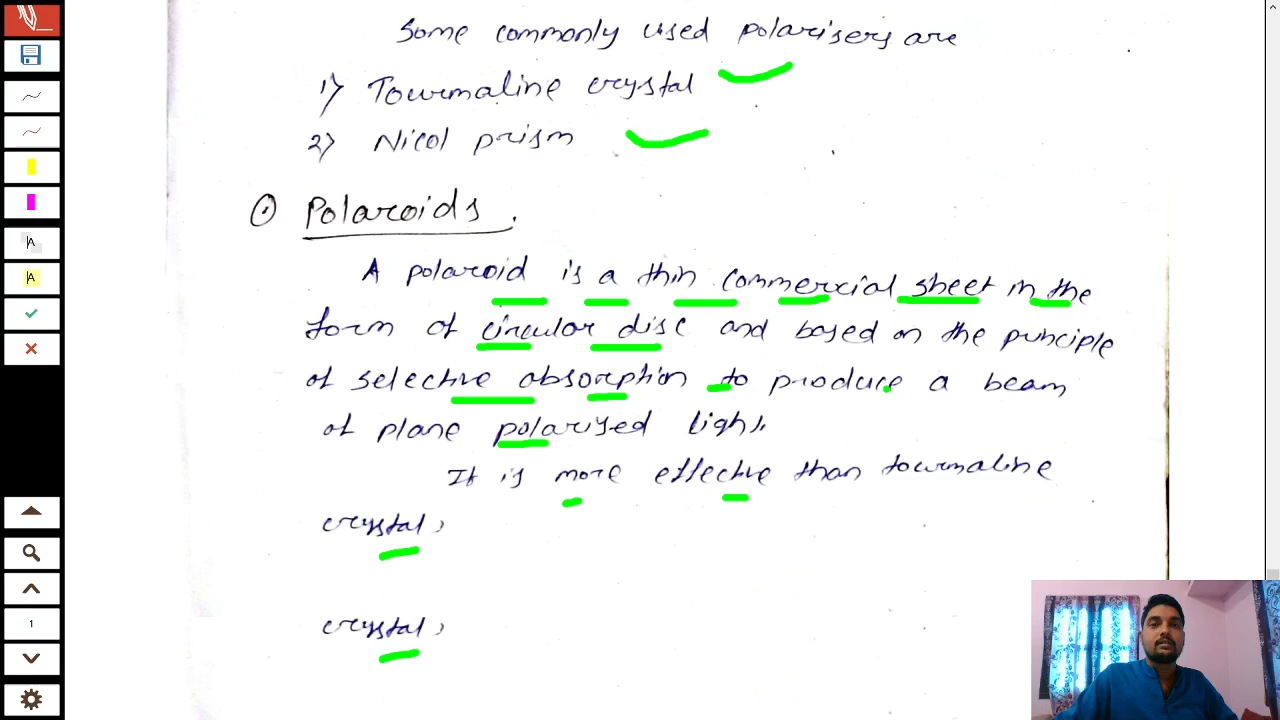 Some commonly used polarisers are
1) Tourmaline crystal
2) Nicol prism
① Polaroids.
A polaroid is a thin commercial sheet in the
form of circular disc and based on the principle
of selective absorption to produce a beam
of plane polarised light.
It is more effective than tourmaline
crystal,
crystal,
A
A
1